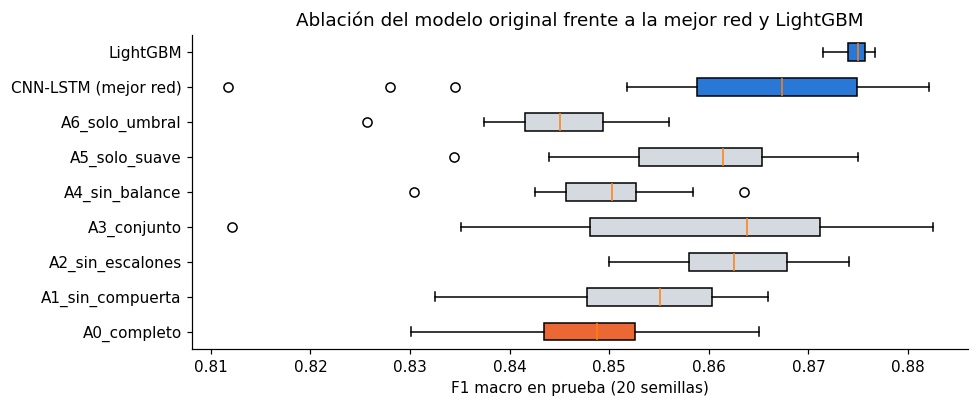 Ablación del modelo original frente a la mejor red y LightGBM
LightGBM
CNN-LSTM (mejor red)
A6_solo_umbral
A5_solo_suave
A4_sin_balance
A3_conjunto
A2_sin_escalones
A1_sin_compuerta
A0_completo
0.81 0.82 0.83 0.84 0.85 0.86 0.87 0.88
F1 macro en prueba (20 semillas)